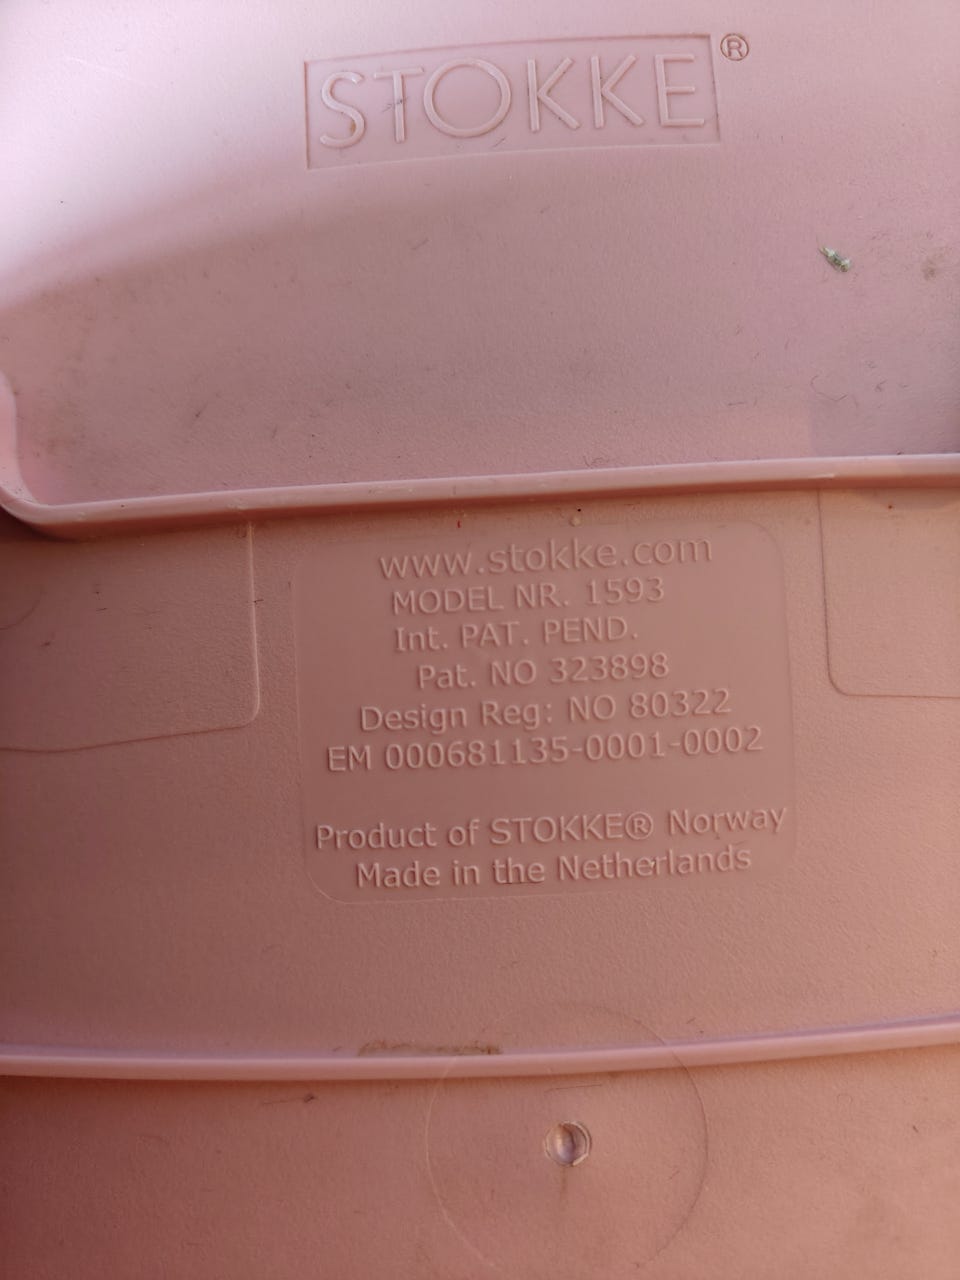 STOKKE®
www.stokke.com
MODEL NR. 1593
Int. PAT. PEND.
Pat. NO 323898
Design Reg: NO 80322
EM 000681135-0001-0002
Product of STOKKE® Norway
Made in the Netherlands